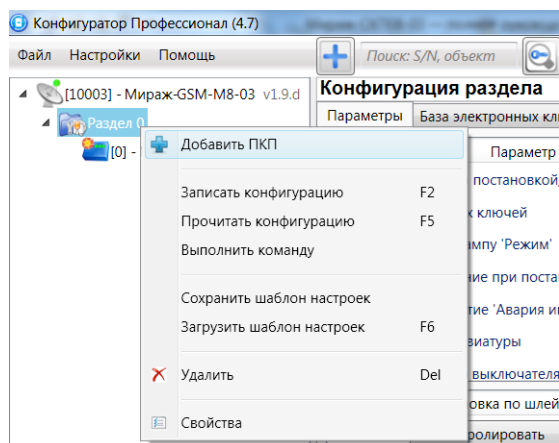 Конфигуратор Профессионал (4.7)
Файл Настройки Помощь
Поиск: S/N, объект
[10003] - Мираж-GSM-M8-03 v1.9.d
Раздел 0
[0] -
Конфигурация раздела
Параметры База электронных кл
Параметр
Добавить ПКП
Записать конфигурацию F2
Прочитать конфигурацию F5
Выполнить команду
Сохранить шаблон настроек
Загрузить шаблон настроек F6
Удалить Del
Свойства
постановкой,
ключей
ампу 'Режим'
ие при поста
тие 'Авария и
виатуры
выключателя
овка по шлей
ролировать